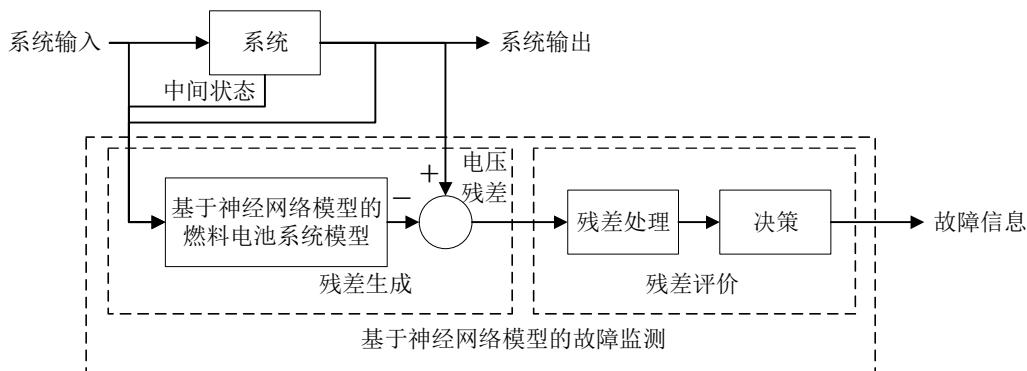 系统输入
系统
系统输出
中间状态
+
电压
残差
−
基于神经网络模型的
燃料电池系统模型
残差处理
决策
故障信息
残差生成
残差评价
基于神经网络模型的故障监测